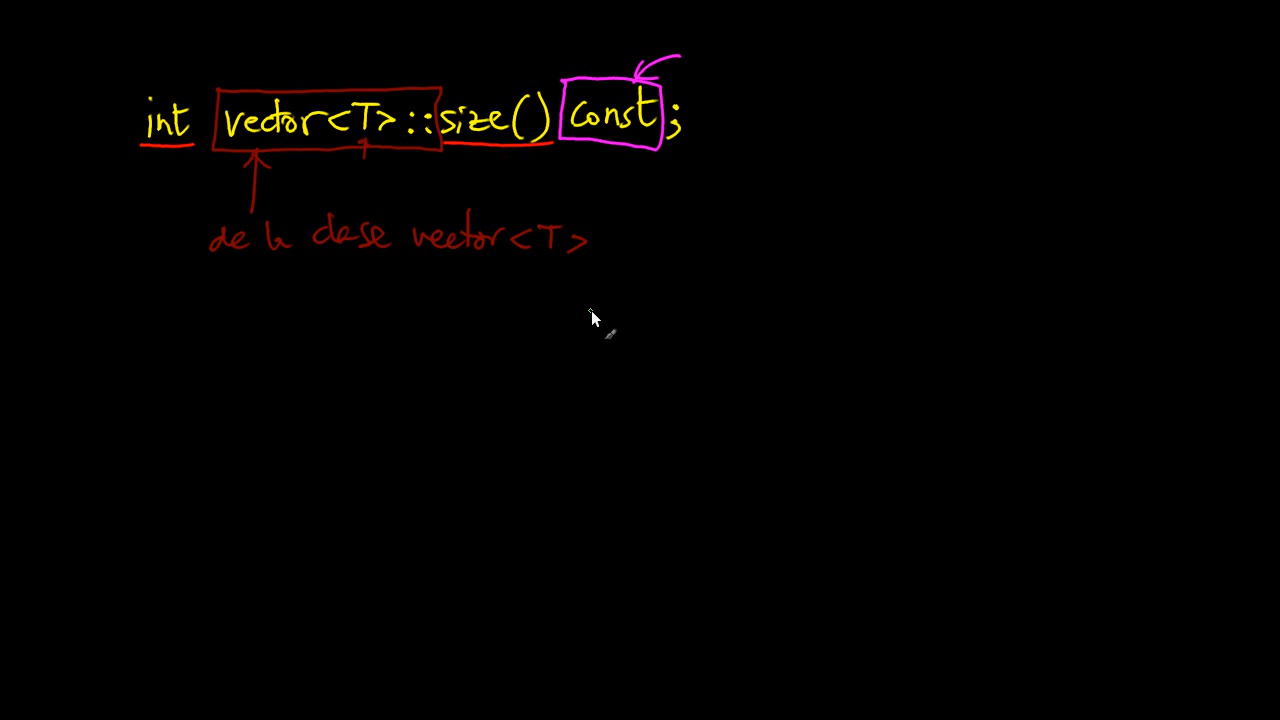 int vector<T>::size() const;
de la clase vector<T>